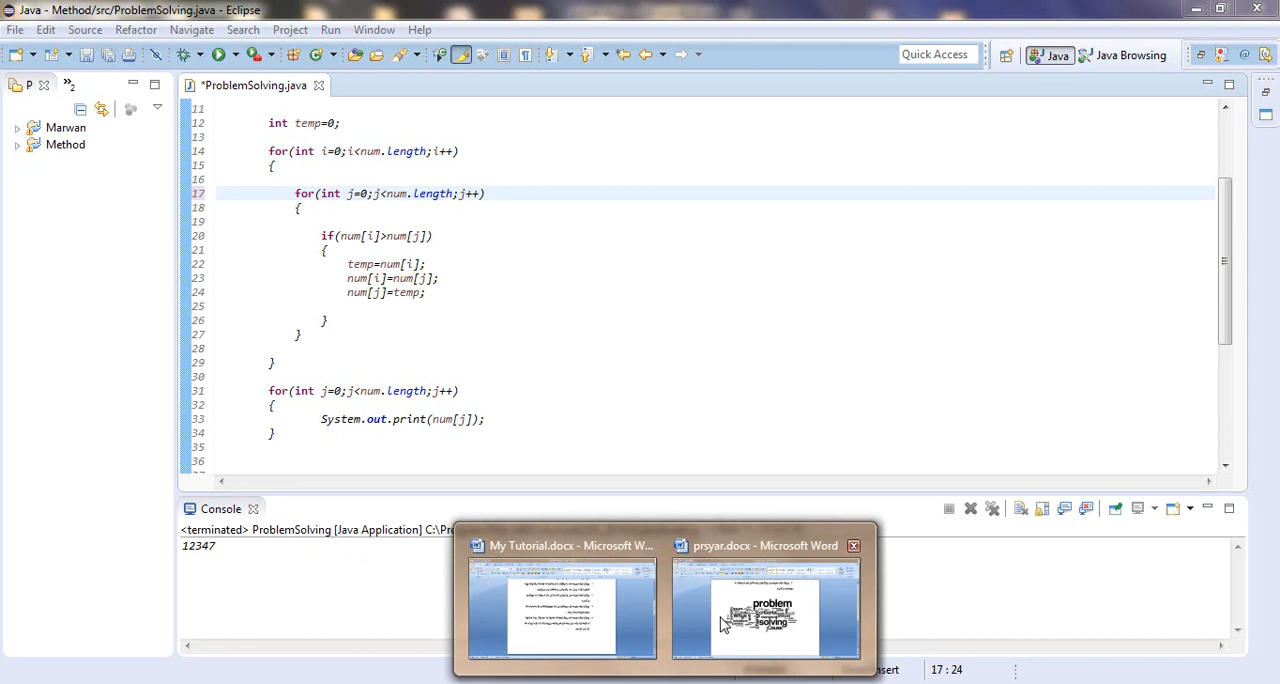 Java - Method/src/ProblemSolving.java - Eclipse
File Edit Source Refactor Navigate Search Project Run Window Help
Quick Access Java Java Browsing
P 2 *ProblemSolving.java
Marwan
Method
11
12 int temp=0;
13
14 for(int i=0;i<num.length;i++)
15 {
16
17 for(int j=0;j<num.length;j++)
18 {
19
20 if(num[i]>num[j])
21 {
22 temp=num[i];
23 num[i]=num[j];
24 num[j]=temp;
25
26 }
27 }
28
29 }
30
31 for(int j=0;j<num.length;j++)
32 {
33 System.out.print(num[j]);
34 }
35
36
Console
<terminated> ProblemSolving [Java Application] C:\P
12347
My Tutorial.docx - Microsoft W... prsyar.docx - Microsoft Word
problem
solving
17 : 24